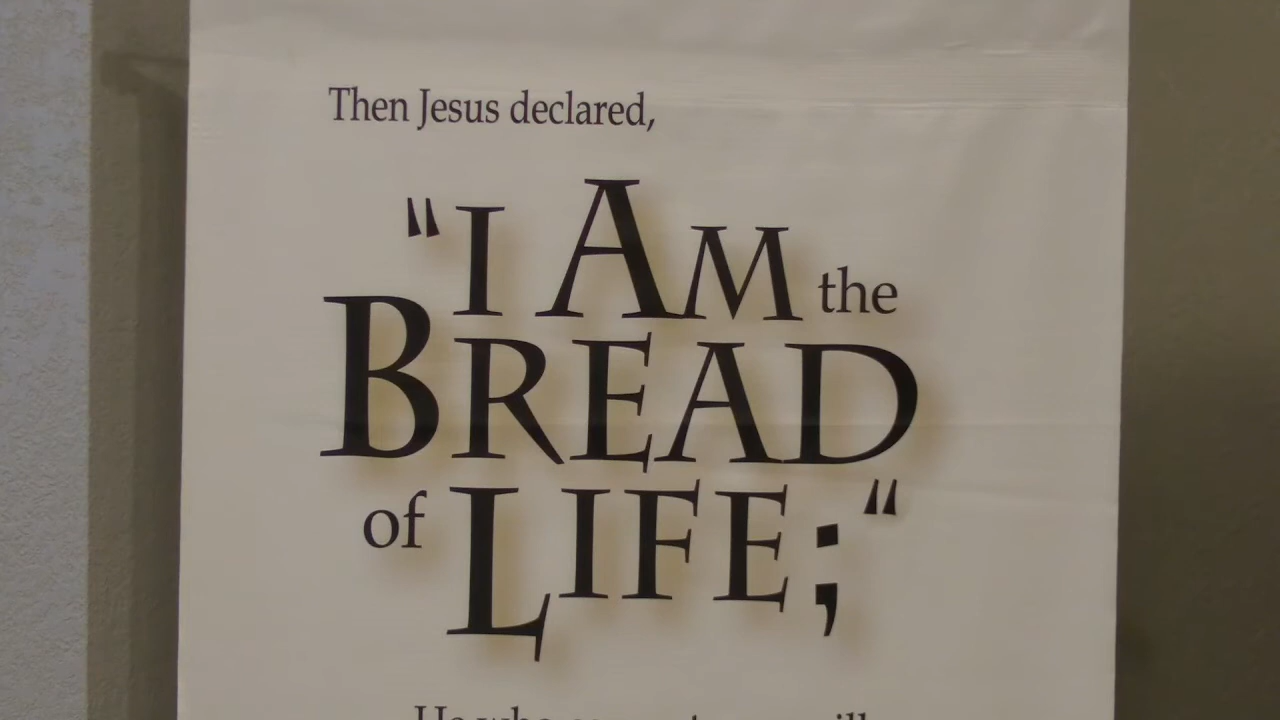 Then Jesus declared,
“I AM the
BREAD
of LIFE;“